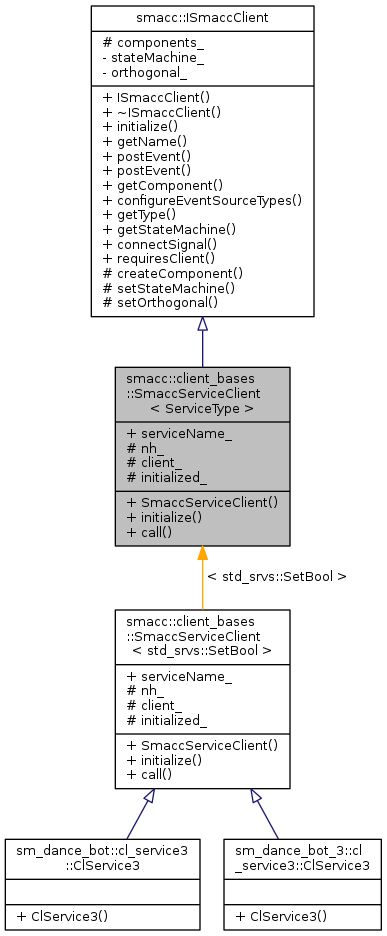 smacc::ISmaccClient
# components_
- stateMachine_
- orthogonal_
+ ISmaccClient()
+ ~ISmaccClient()
+ initialize()
+ getName()
+ postEvent()
+ postEvent()
+ getComponent()
+ configureEventSourceTypes()
+ getType()
+ getStateMachine()
+ connectSignal()
+ requiresClient()
# createComponent()
# setStateMachine()
# setOrthogonal()
smacc::client_bases
::SmaccServiceClient
< ServiceType >
+ serviceName_
# nh_
# client_
# initialized_
+ SmaccServiceClient()
+ initialize()
+ call()
< std_srvs::SetBool >
smacc::client_bases
::SmaccServiceClient
< std_srvs::SetBool >
+ serviceName_
# nh_
# client_
# initialized_
+ SmaccServiceClient()
+ initialize()
+ call()
sm_dance_bot::cl_service3
::ClService3
+ ClService3()
sm_dance_bot_3::cl
_service3::ClService3
+ ClService3()